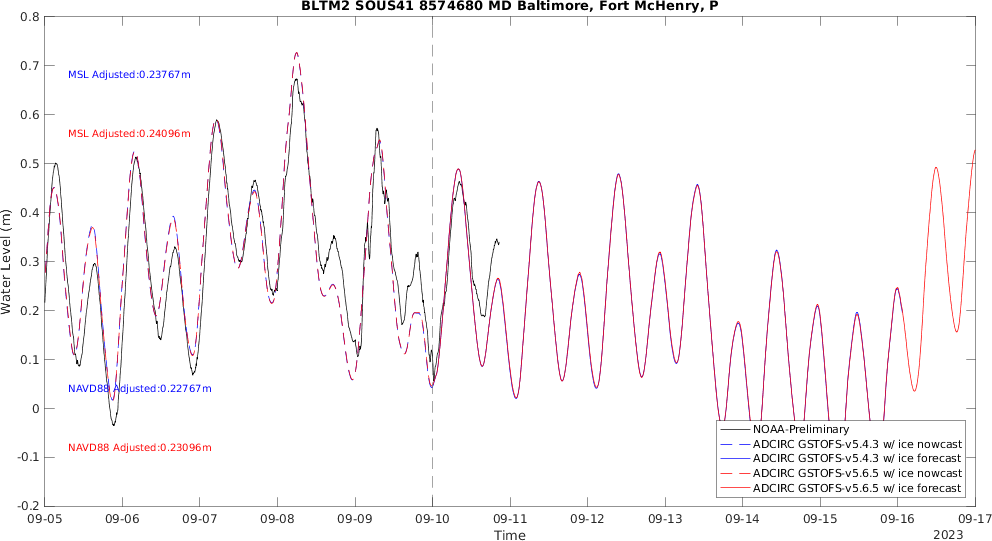 BLTM2 SOUS41 8574680 MD Baltimore, Fort McHenry, P
0.8
0.7
0.6
0.5
0.4
0.3
0.2
0.1
0
-0.1
-0.2
Water Level (m)
MSL Adjusted:0.23767m
MSL Adjusted:0.24096m
NAVD88 Adjusted:0.22767m
NAVD88 Adjusted:0.23096m
NOAA-Preliminary
ADCIRC GSTOFS-v5.4.3 w/ ice nowcast
ADCIRC GSTOFS-v5.4.3 w/ ice forecast
ADCIRC GSTOFS-v5.6.5 w/ ice nowcast
ADCIRC GSTOFS-v5.6.5 w/ ice forecast
09-05 09-06 09-07 09-08 09-09 09-10 09-11 09-12 09-13 09-14 09-15 09-16 09-17
Time
2023